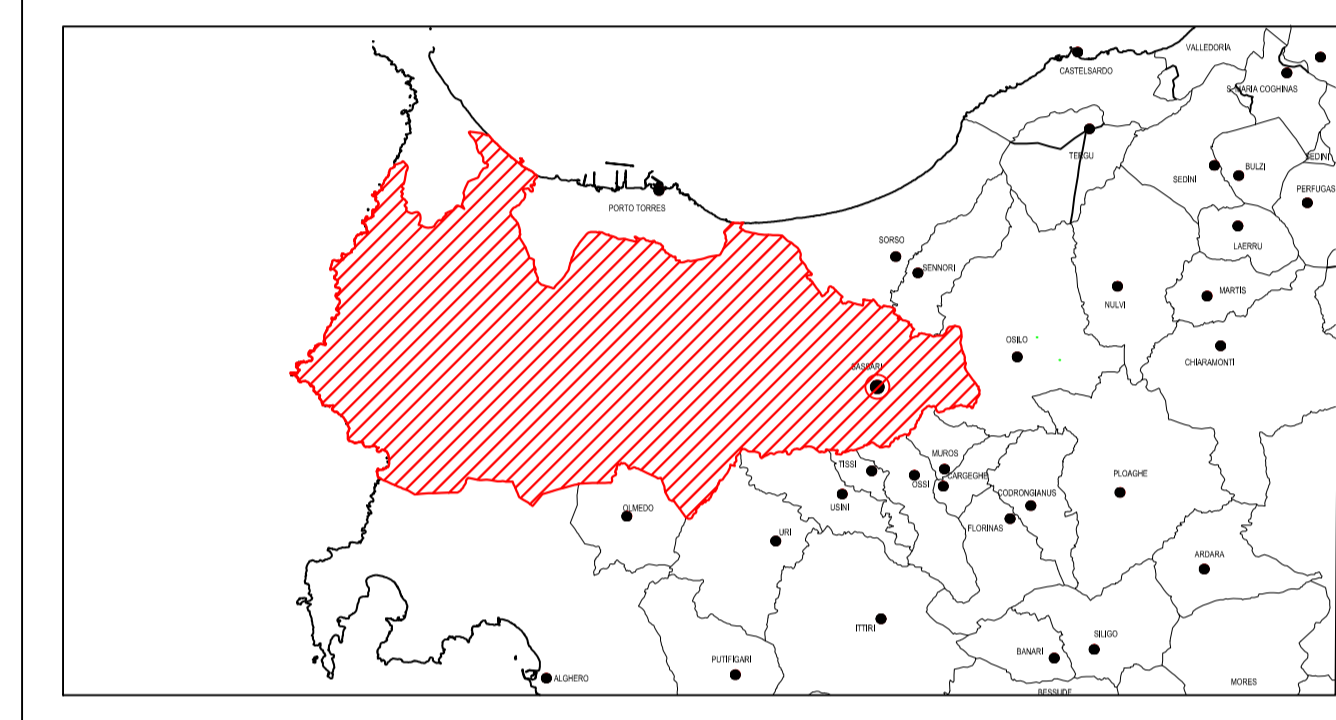 VALLEDORIA
CASTELSARDO
S. MARIA COGHINAS
TERGU
SEDINI
BULZI
SEDINI
PERFUGAS
PORTO TORRES
SORSO
SENNORI
LAERRU
MARTIS
NULVI
OSILO
CHIARAMONTI
SASSARI
MUROS
TISSI
OSSI
CARGEGHE
PLOAGHE
CODRONGIANUS
USINI
OLMEDO
FLORINAS
URI
ARDARA
ITTIRI
SILIGO
BANARI
PUTIFIGARI
ALGHERO
MORES
BESSUDE